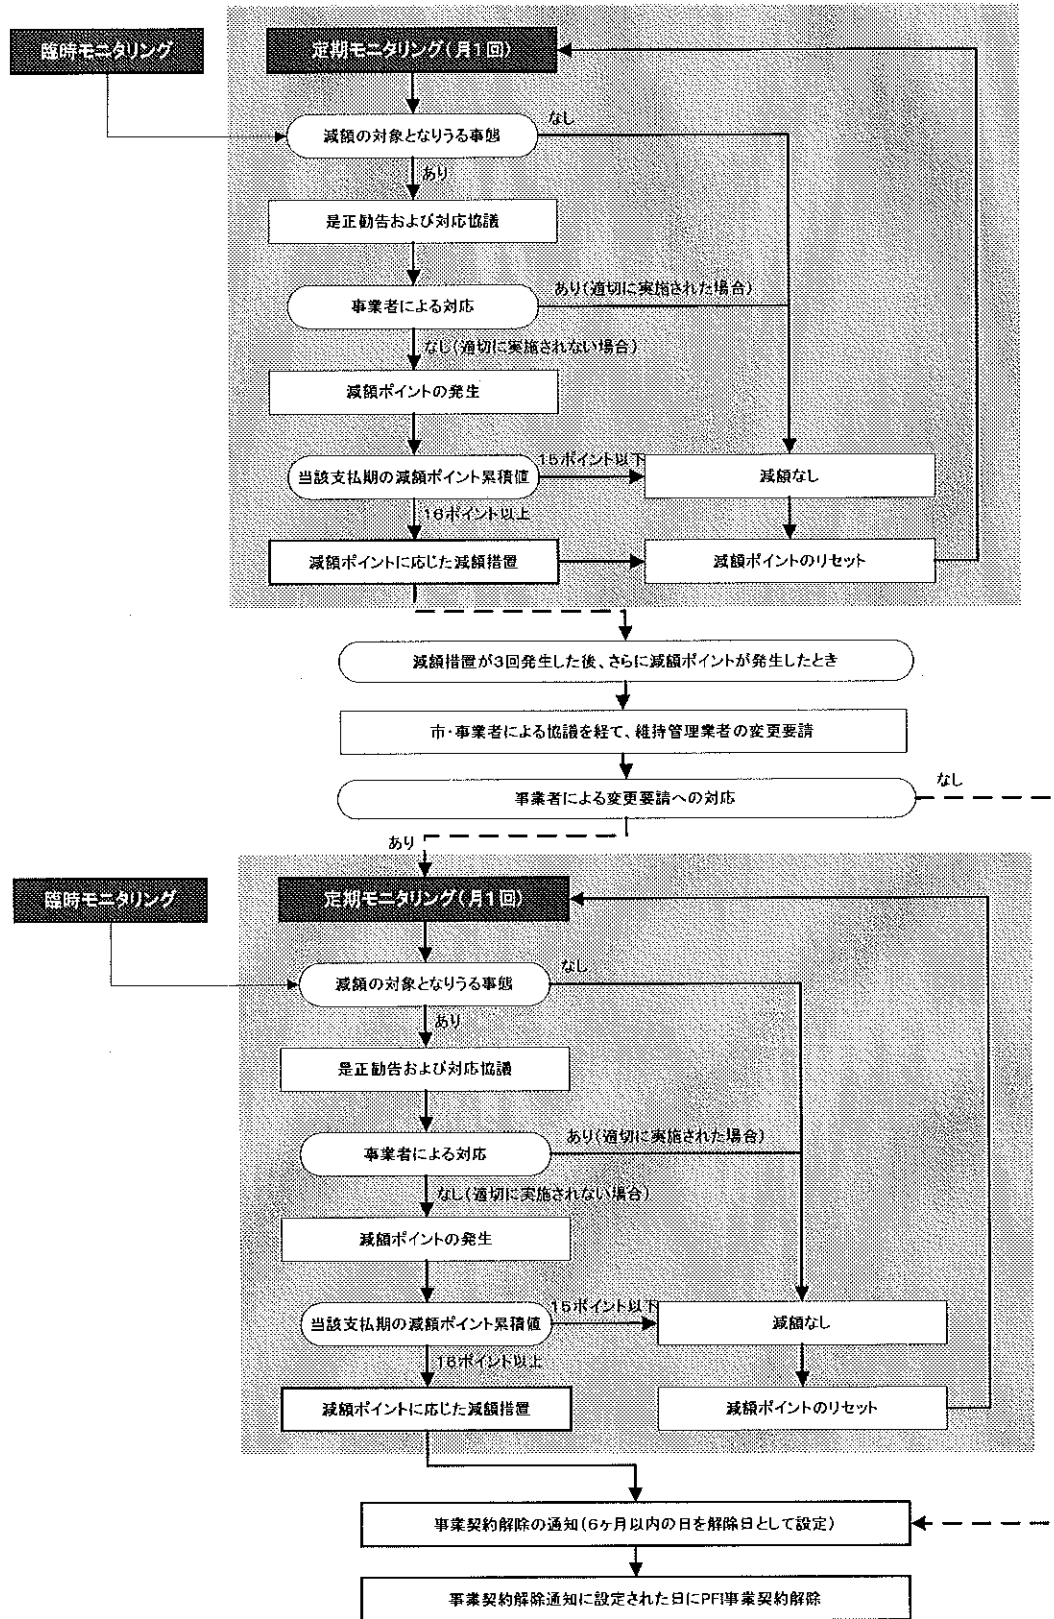 臨時モニタリング
定期モニタリング(月1回)
減額の対象となりうる事態
なし
あり
是正勧告および対応協議
事業者による対応
あり(適切に実施された場合)
なし(適切に実施されない場合)
減額ポイントの発生
当該支払期の減額ポイント累積値
15ポイント以下
減額なし
16ポイント以上
減額ポイントに応じた減額措置
減額ポイントのリセット
減額措置が3回発生した後、さらに減額ポイントが発生したとき
市・事業者による協議を経て、維持管理業者の変更要請
事業者による変更要請への対応
なし
あり
臨時モニタリング
定期モニタリング(月1回)
減額の対象となりうる事態
なし
あり
是正勧告および対応協議
事業者による対応
あり(適切に実施された場合)
なし(適切に実施されない場合)
減額ポイントの発生
当該支払期の減額ポイント累積値
15ポイント以下
減額なし
16ポイント以上
減額ポイントに応じた減額措置
減額ポイントのリセット
事業契約解除の通知(6ヶ月以内の日を解除日として設定)
事業契約解除通知に設定された日にPFI事業契約解除